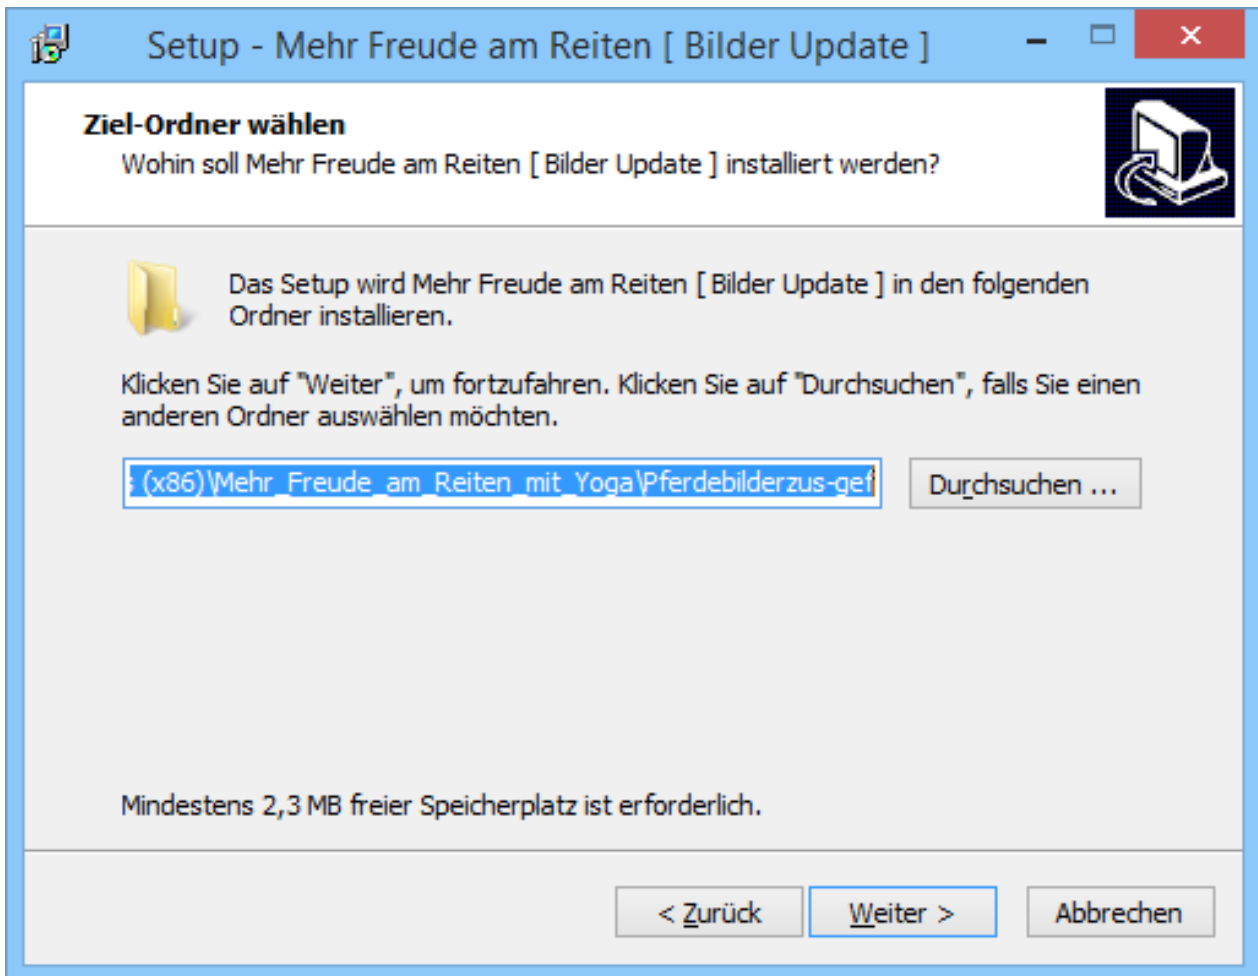 Setup - Mehr Freude am Reiten [ Bilder Update ]
Ziel-Ordner wählen
Wohin soll Mehr Freude am Reiten [ Bilder Update ] installiert werden?
Das Setup wird Mehr Freude am Reiten [ Bilder Update ] in den folgenden
Ordner installieren.
Klicken Sie auf "Weiter", um fortzufahren. Klicken Sie auf "Durchsuchen", falls Sie einen
anderen Ordner auswählen möchten.
s (x86)\Mehr_Freude_am_Reiten_mit_Yoga\Pferdebilderzus-gef
Durchsuchen ...
Mindestens 2,3 MB freier Speicherplatz ist erforderlich.
< Zurück
Weiter >
Abbrechen